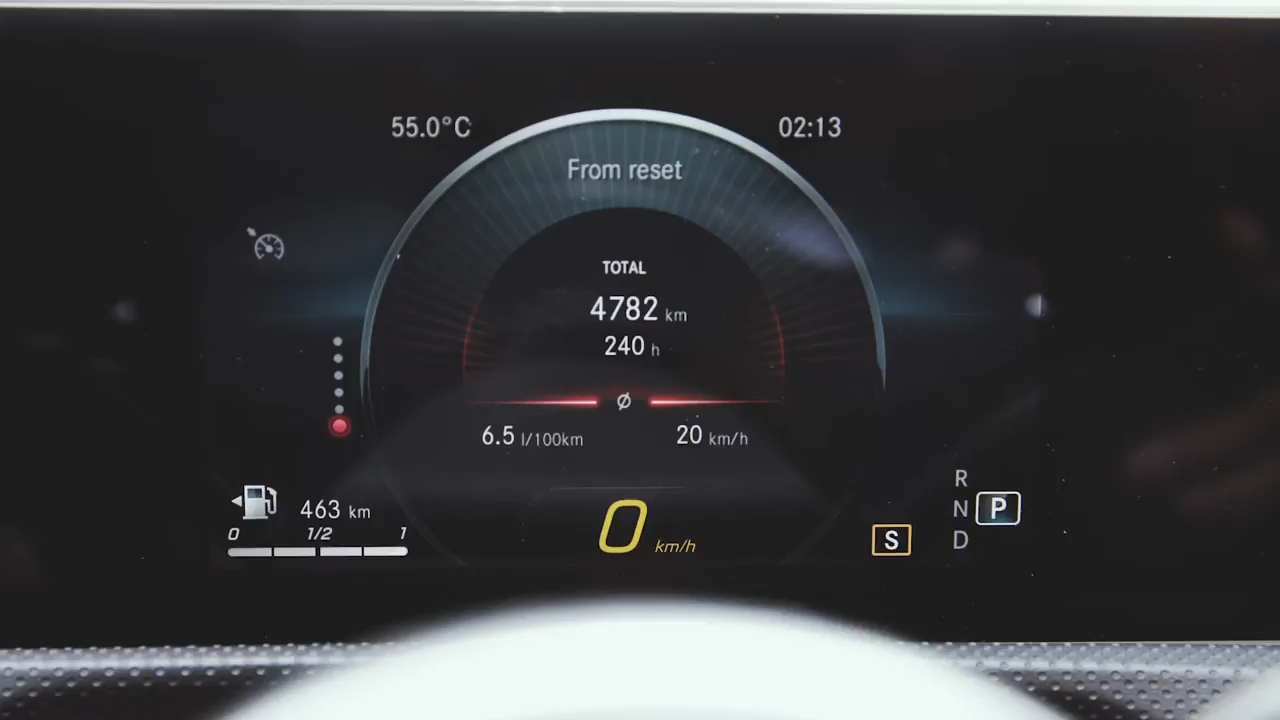 55.0°C
02:13
From reset
TOTAL
4782 km
240 h
Ø
6.5 l/100km
20 km/h
463 km
0 1/2 1
0 km/h
S
R
N P
D